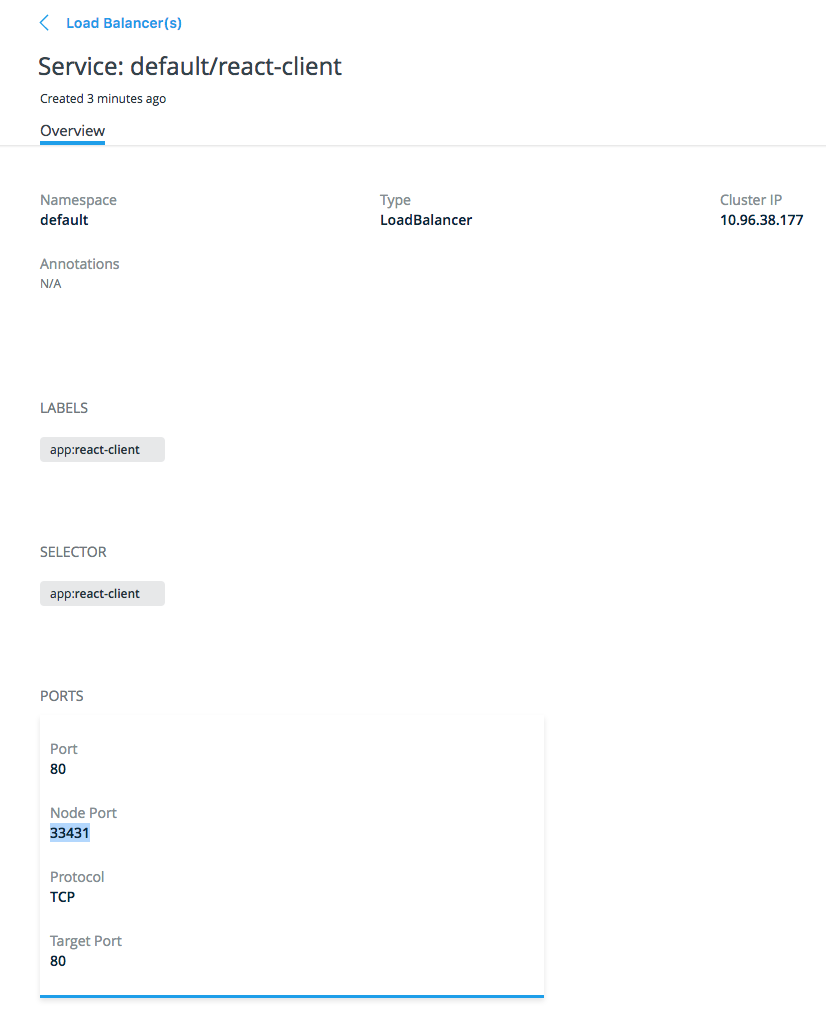 Load Balancer(s)
Service: default/react-client
Created 3 minutes ago
Overview
Namespace
default
Type
LoadBalancer
Cluster IP
10.96.38.177
Annotations
N/A
LABELS
app:react-client
SELECTOR
app:react-client
PORTS
Port
80
Node Port
33431
Protocol
TCP
Target Port
80